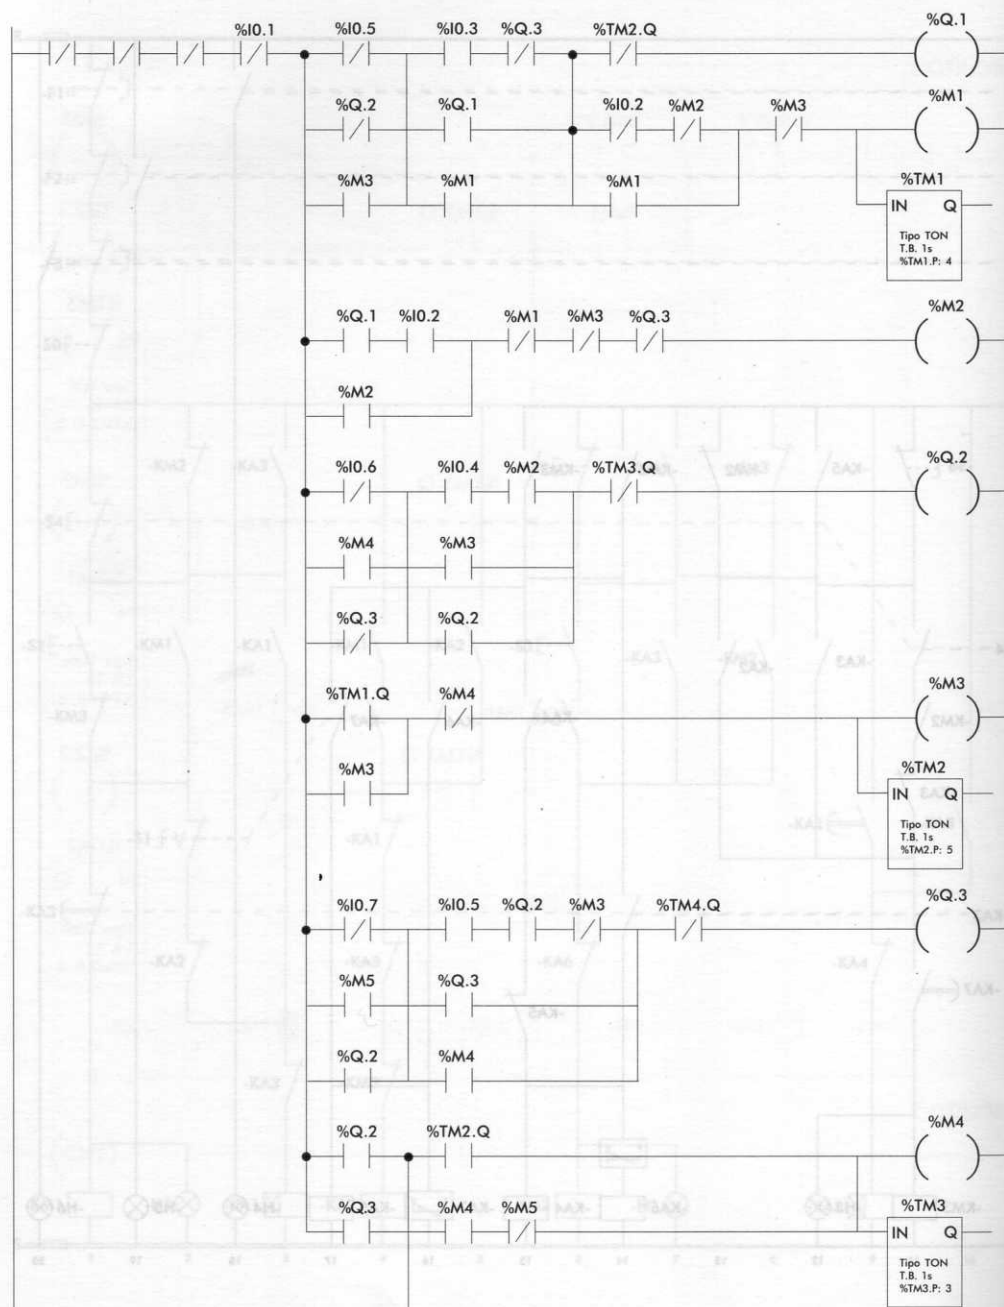 %I0.1 %I0.5 %I0.3 %Q.3 %TM2.Q %Q.1
%Q.2 %Q.1 %I0.2 %M2 %M3 %M1
%M3 %M1 %M1 %TM1
IN Q
Tipo TON
T.B. 1s
%TM1.P: 4
%Q.1 %I0.2 %M1 %M3 %Q.3 %M2
%M2
%I0.6 %I0.4 %M2 %TM3.Q %Q.2
%M4 %M3
%Q.3 %Q.2
%TM1.Q %M4 %M3
%M3 %TM2
IN Q
Tipo TON
T.B. 1s
%TM2.P: 5
%I0.7 %I0.5 %Q.2 %M3 %TM4.Q %Q.3
%M5 %Q.3
%Q.2 %M4
%Q.2 %TM2.Q %M4
%Q.3 %M4 %M5 %TM3
IN Q
Tipo TON
T.B. 1s
%TM3.P: 3